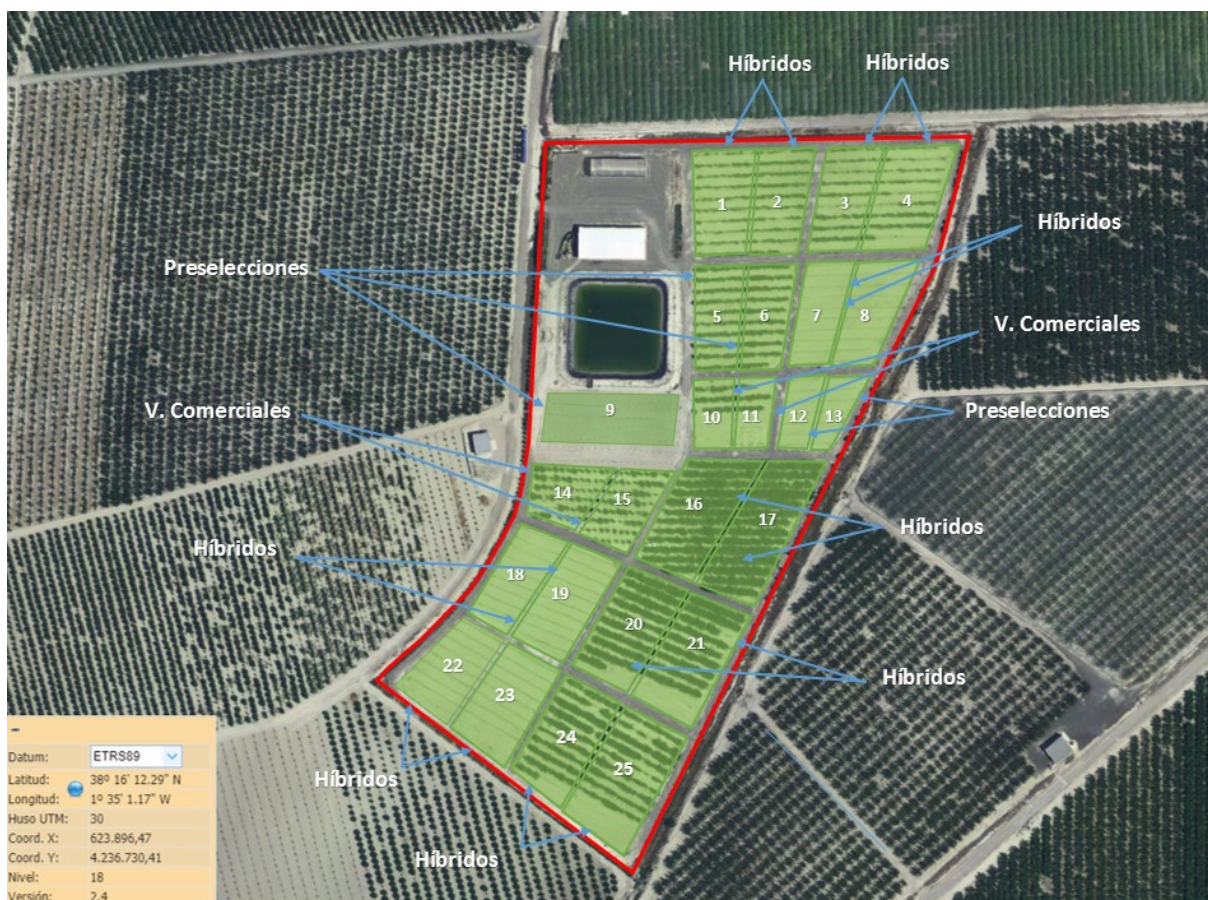 Híbridos
Híbridos
1
2
3
4
Híbridos
Preselecciones
5
6
7
8
V. Comerciales
V. Comerciales
9
10
11
12
13
Preselecciones
14
15
16
17
Híbridos
Híbridos
18
19
20
21
Híbridos
22
23
24
25
Híbridos
Híbridos
-
Datum: ETRS89
Latitud: 38º 16' 12.29" N
Longitud: 1º 35' 1.17" W
Huso UTM: 30
Coord. X: 623.896,47
Coord. Y: 4.236.730,41
Nivel: 18
Versión: 2.4